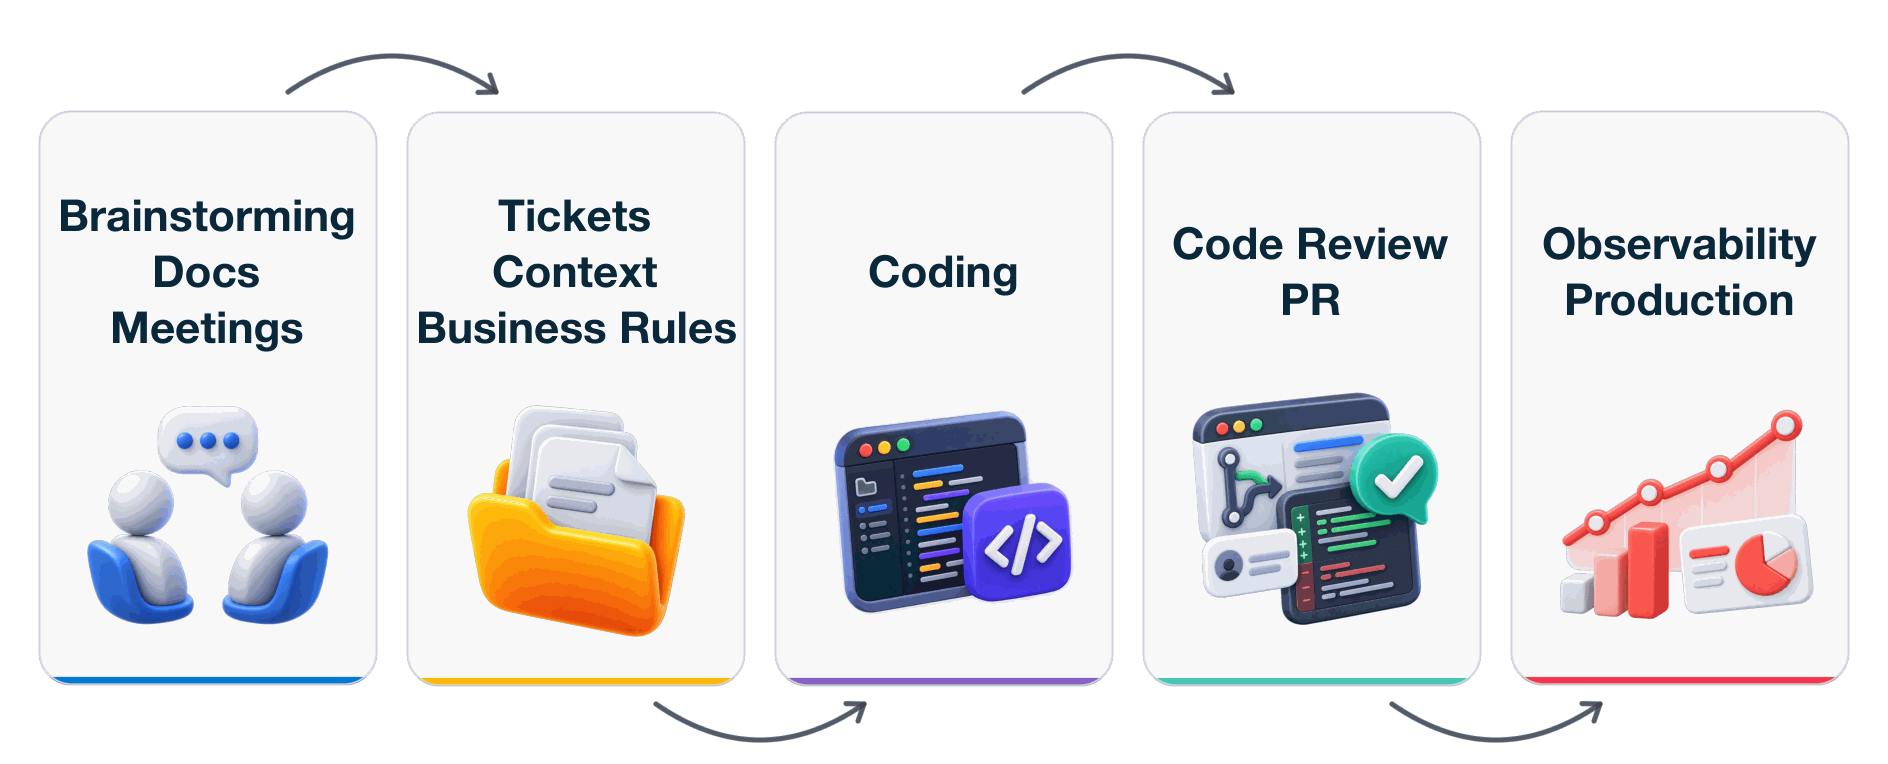 Brainstorming
Docs
Meetings
Tickets
Context
Business Rules
Coding
Code Review
PR
Observability
Production